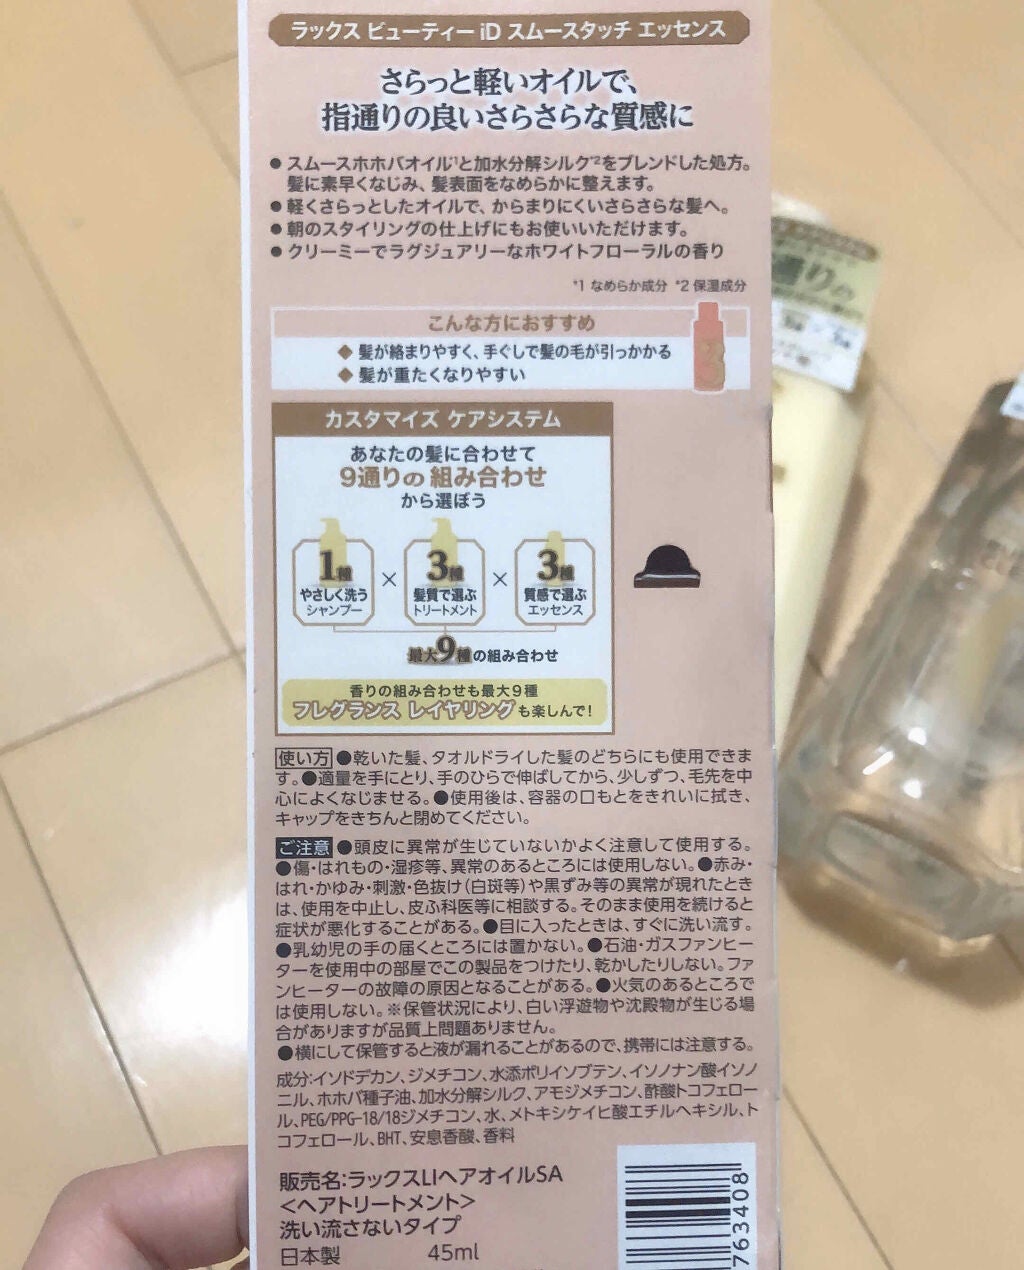 ラックス ビューティー iD スムースタッチ エッセンス
さらっと軽いオイルで、
指通りの良いさらさらな質感に
●スムースホホバオイル*1と加水分解シルク*2をブレンドした処方。
髪に素早くなじみ、髪表面をなめらかに整えます。
●軽くさらっとしたオイルで、からまりにくいさらさらな髪へ。
●朝のスタイリングの仕上げにもお使いいただけます。
●クリーミーでラグジュアリーなホワイトフローラルの香り
*1 なめらか成分 *2 保湿成分
こんな方におすすめ
◆髪が絡まりやすく、手ぐしで髪の毛が引っかかる
◆髪が重たくなりやすい
カスタマイズ ケアシステム
あなたの髪に合わせて
9通りの組み合わせ
から選ぼう
1種 × 3種 × 3種
やさしく洗う 髪質で選ぶ 質感で選ぶ
シャンプー トリートメント エッセンス
最大9種の組み合わせ
香りの組み合わせも最大9種
フレグランス レイヤリングも楽しんで!
使い方 ●乾いた髪、タオルドライした髪のどちらにも使用できま
す。●適量を手にとり、手のひらで伸ばしてから、少しずつ、毛先を中
心によくなじませる。●使用後は、容器の口もとをきれいに拭き、
キャップをきちんと閉めてください。
ご注意 ●頭皮に異常が生じていないかよく注意して使用する。
●傷・はれもの・湿疹等、異常のあるところには使用しない。●赤み・
はれ・かゆみ・刺激・色抜け(白斑等)や黒ずみ等の異常が現れたとき
は、使用を中止し、皮ふ科医等に相談する。そのまま使用を続けると
症状が悪化することがある。●目に入ったときは、すぐに洗い流す。
●乳幼児の手の届くところには置かない。●石油・ガスファンヒー
ターを使用中の部屋でこの製品をつけたり、乾かしたりしない。ファ
ンヒーターの故障の原因となることがある。●火気のあるところで
は使用しない。※保管状況により、白い浮遊物や沈殿物が生じる場
合がありますが品質上問題ありません。
●横にして保管すると液が漏れることがあるので、携帯には注意する。
成分:イソドデカン、ジメチコン、水添ポリイソブテン、イソノナン酸イソノ
ニル、ホホバ種子油、加水分解シルク、アモジメチコン、酢酸トコフェロー
ル、PEG/PPG-18/18ジメチコン、水、メトキシケイヒ酸エチルヘキシル、ト
コフェロール、BHT、安息香酸、香料
販売名:ラックスLIヘアオイルSA
<ヘアトリートメント>
洗い流さないタイプ
日本製 45ml
763408